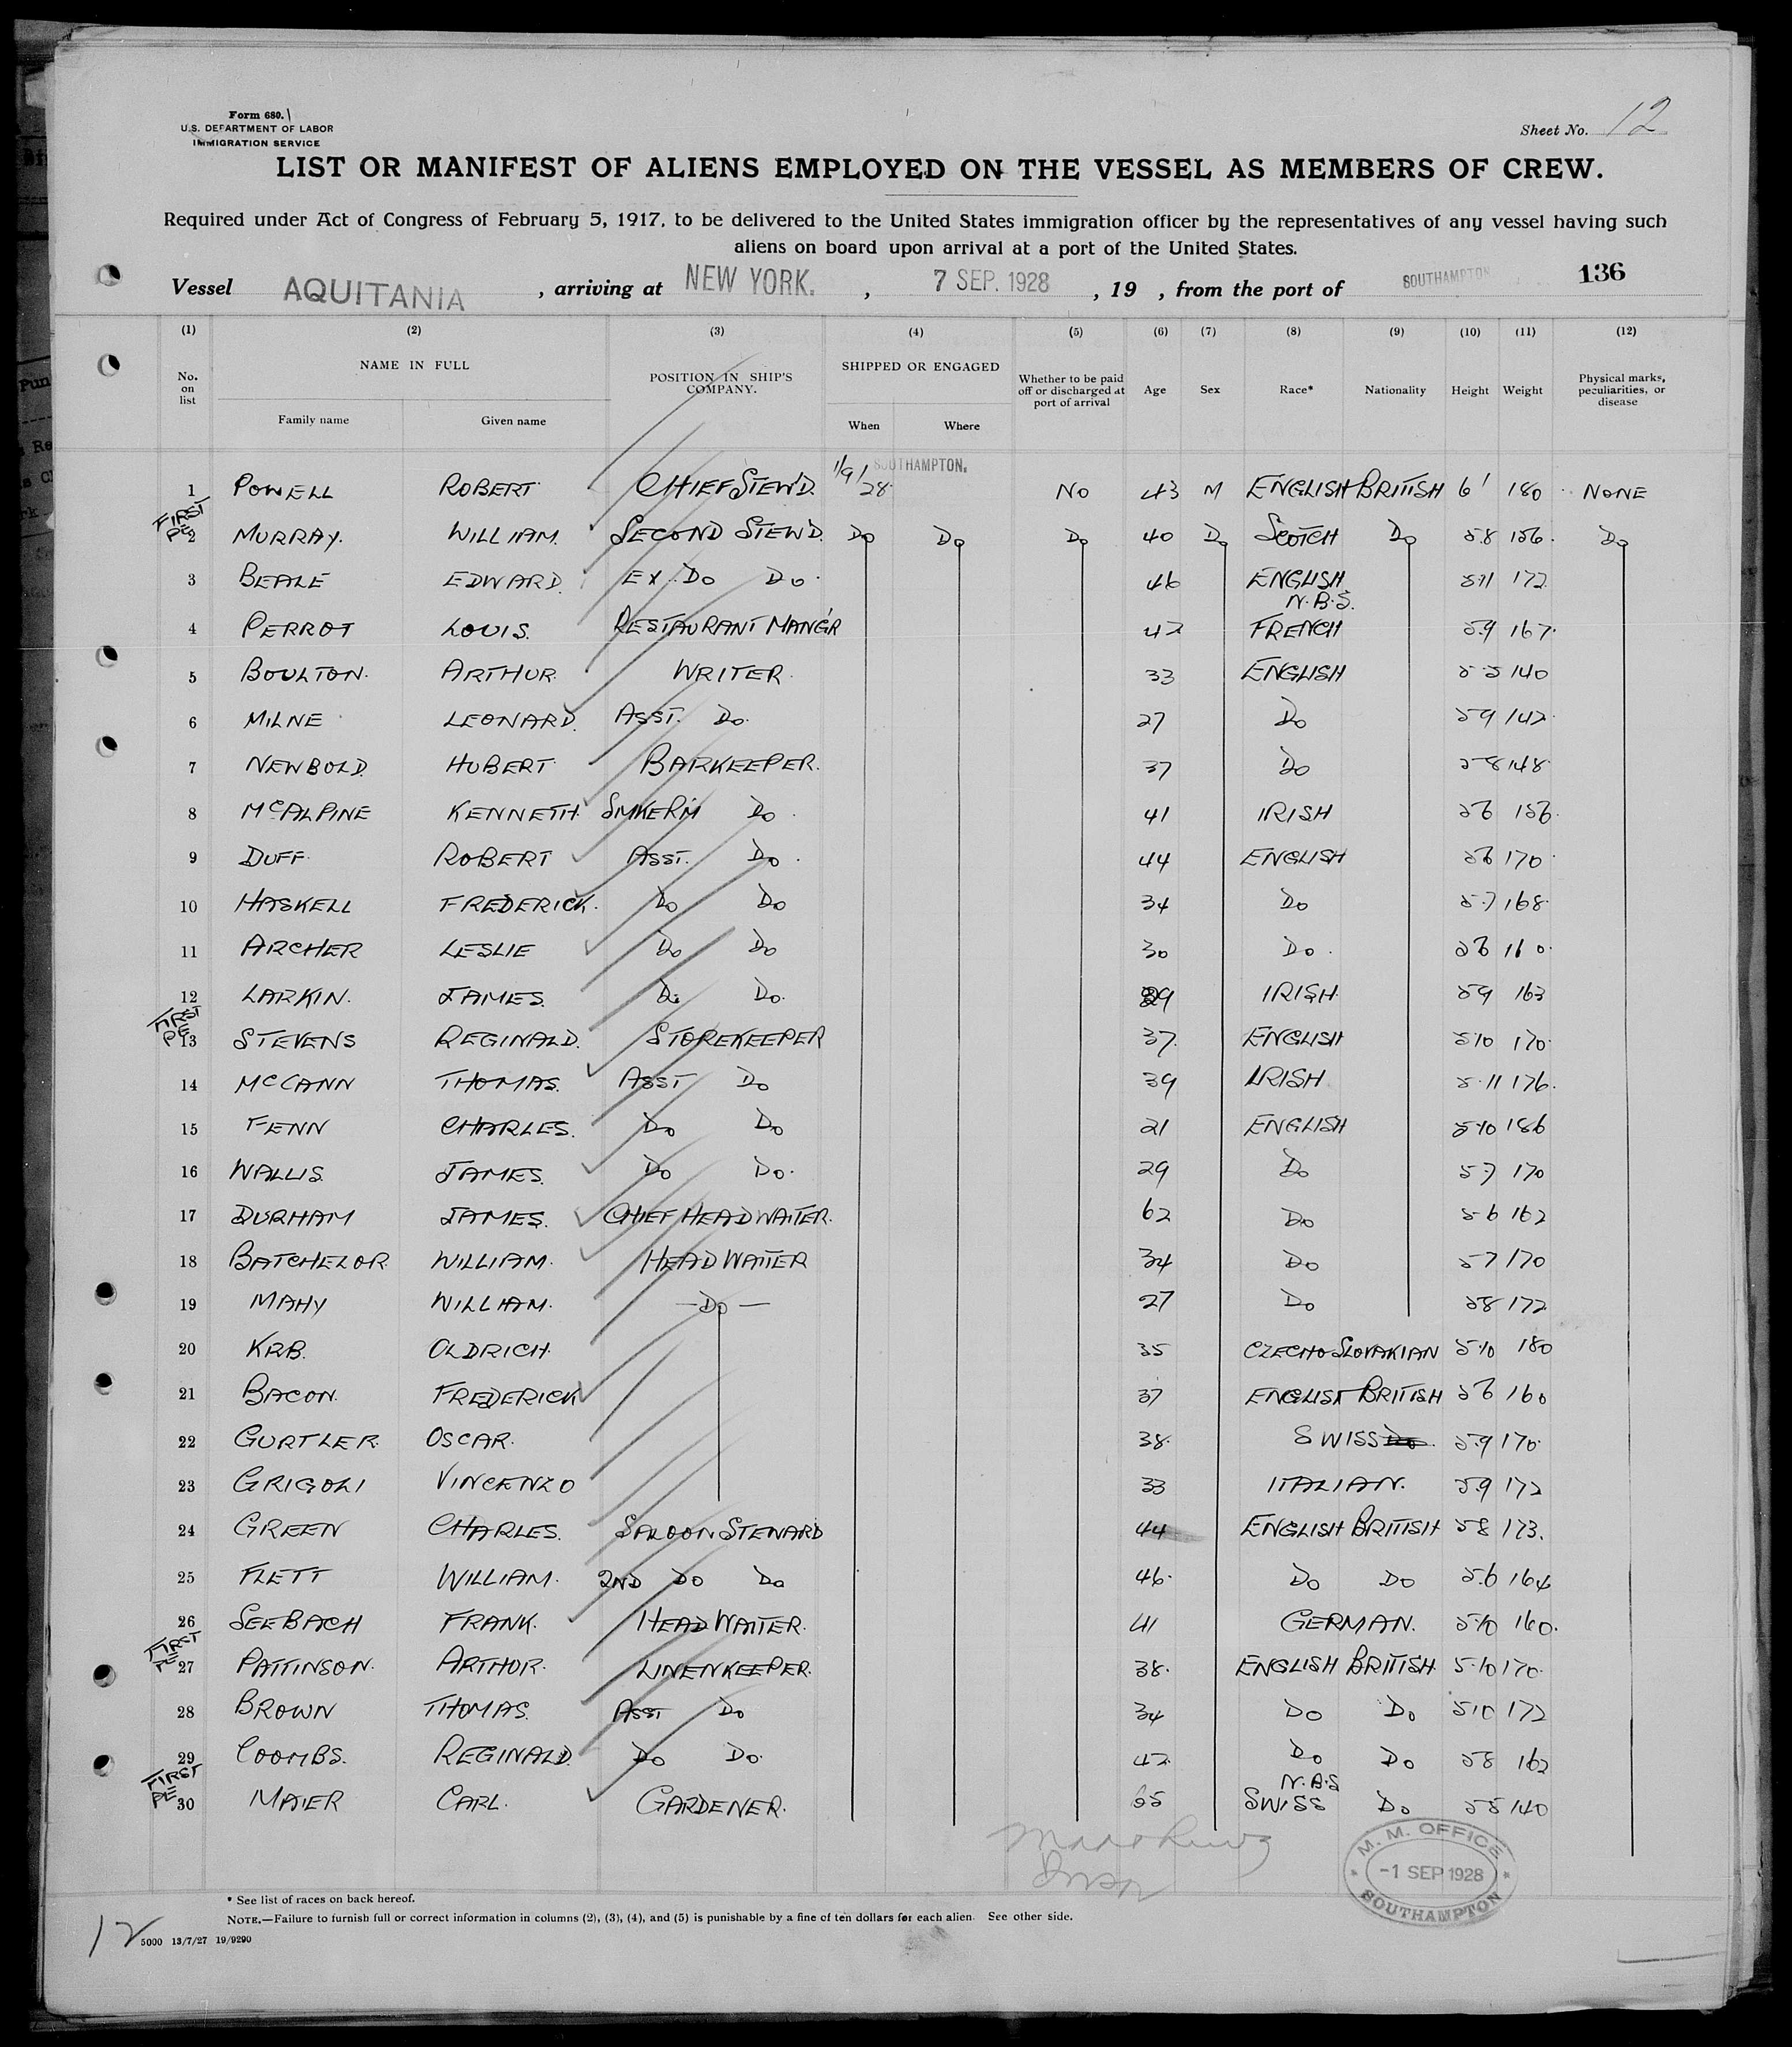 Form 680.
U.S. DEPARTMENT OF LABOR
IMMIGRATION SERVICE
Sheet No. 12
LIST OR MANIFEST OF ALIENS EMPLOYED ON THE VESSEL AS MEMBERS OF CREW.
Required under Act of Congress of February 5, 1917, to be delivered to the United States immigration officer by the representatives of any vessel having such
aliens on board upon arrival at a port of the United States.
136
Vessel AQUITANIA , arriving at NEW YORK. , 7 SEP. 1928 , 19 , from the port of SOUTHAMPTON
(1) (2) (3) (4) (5) (6) (7) (8) (9) (10) (11) (12)
No. on list NAME IN FULL Family name Given name POSITION IN SHIP'S COMPANY. SHIPPED OR ENGAGED When Where Whether to be paid off or discharged at port of arrival Age Sex Race* Nationality Height Weight Physical marks, peculiarities, or disease
1 POWELL ROBERT CHIEF STEW'D. 1/9/28 SOUTHAMPTON. NO 43 M ENGLISH BRITISH 6' 180 NONE
FIRST PE
2 MURRAY. WILLIAM. SECOND STEW'D. Do Do Do 40 Do SCOTCH Do 5.8 156. Do
3 BEALE EDWARD. EX. Do Do. 46 ENGLISH 5.11 172
N.B.S.
4 PERROT LOUIS. RESTAURANT MANG'R 42 FRENCH 5.9 167.
5 BOULTON. ARTHUR. WRITER. 33 ENGLISH 5.5 140
6 MILNE LEONARD. ASST. Do. 27 Do 5.9 142.
7 NEWBOLD. HUBERT. BARKEEPER. 37 Do 5.8 148.
8 McALPINE KENNETH. SMKER'M Do. 41 IRISH 5.6 156.
9 DUFF. ROBERT ASST. Do. 44 ENGLISH 5.6 170.
10 HASKELL FREDERICK. Do Do 34 Do 5.7 168.
11 ARCHER LESLIE Do Do 30 Do. 5.6 160.
12 LARKIN. JAMES. Do Do. 39 IRISH. 5.9 163
FIRST PE
13 STEVENS REGINALD. STOREKEEPER 37. ENGLISH 5.10 170.
14 McCANN THOMAS. ASST Do 39 IRISH 5.11 176.
15 FENN CHARLES. Do Do 21 ENGLISH 5.10 186
16 WALLIS. JAMES. Do Do. 29 Do 5.7 170
17 DURHAM JAMES. CHIEF HEAD WAITER. 62 Do 5.6 162
18 BATCHELOR. WILLIAM. HEAD WAITER 34 Do 5.7 170
19 MAHY WILLIAM. —Do— 27 Do 5.8 172
20 KRB. OLDRICH. 35 CZECHO SLOVAKIAN 5.10 180
21 BACON. FREDERICK 37 ENGLISH BRITISH 5.6 160
22 GURTLER. OSCAR. 38. SWISS Do. 5.9 170.
23 GRIGOLI VINCENZO 33 ITALIAN. 5.9 172
24 GREEN CHARLES. SALOON STEWARD 44 ENGLISH BRITISH 5.8 173.
25 FLETT WILLIAM. 2ND Do Do 46. Do Do 5.6 164
26 SEEBACH FRANK. HEAD WAITER. 41 GERMAN. 5.10 160.
FIRST PE
27 PATTINSON. ARTHUR. LINENKEEPER. 38. ENGLISH BRITISH. 5.10 170.
28 BROWN THOMAS. ASST Do 34 Do Do 5.10 172
29 COOMBS. REGINALD. Do Do. 42. Do Do 5.8 162
FIRST PE
N.B.S
30 MAIER CARL. GARDENER. 55 SWISS Do 5.5 140
M. M. OFFICE
-1 SEP 1928
SOUTHAMPTON
* See list of races on back hereof.
NOTE.—Failure to furnish full or correct information in columns (2), (3), (4), and (5) is punishable by a fine of ten dollars for each alien. See other side.
12
5000 13/7/27 19/9290